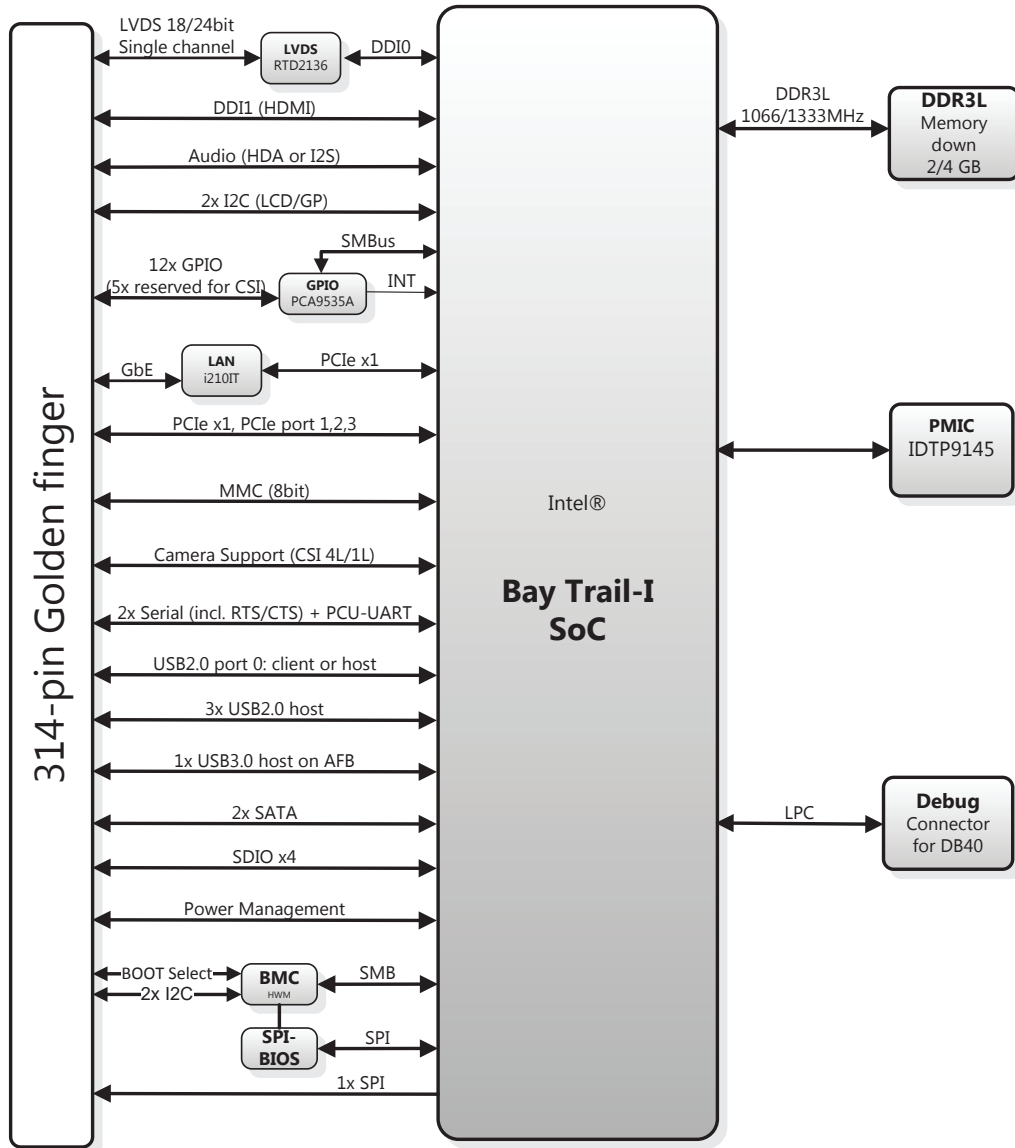 LVDS 18/24bit
Single channel
LVDS
RTD2136
DDI0
DDI1 (HDMI)
Audio (HDA or I2S)
2x I2C (LCD/GP)
SMBus
12x GPIO
(5x reserved for CSI)
GPIO
PCA9535A
INT
LAN
i210IT
GbE
PCIe x1
PCIe x1, PCIe port 1,2,3
MMC (8bit)
Camera Support (CSI 4L/1L)
2x Serial (incl. RTS/CTS) + PCU-UART
USB2.0 port 0: client or host
3x USB2.0 host
1x USB3.0 host on AFB
2x SATA
SDIO x4
Power Management
BOOT Select
2x I2C
BMC
HWM
SMB
SPI-
BIOS
SPI
1x SPI
314-pin Golden finger
Intel®
Bay Trail-I
SoC
DDR3L
1066/1333MHz
DDR3L
Memory
down
2/4 GB
PMIC
IDTP9145
LPC
Debug
Connector
for DB40